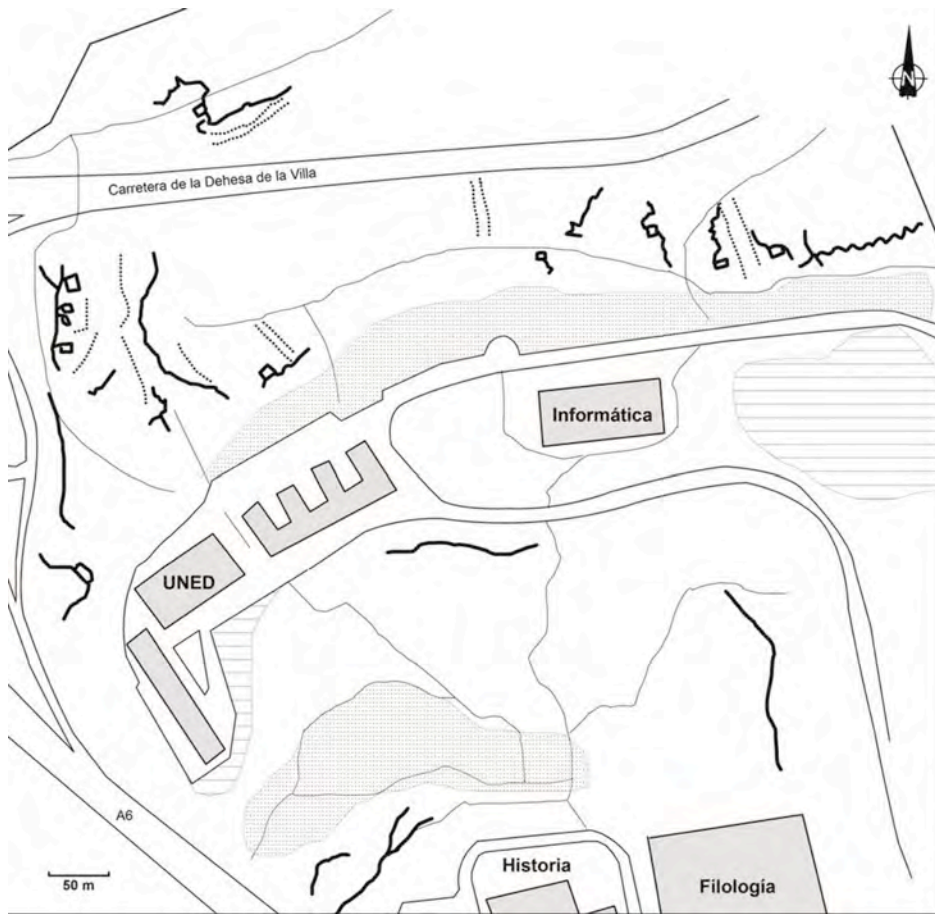 N
Carretera de la Dehesa de la Villa
Informática
UNED
A6
50 m
Historia
Filología